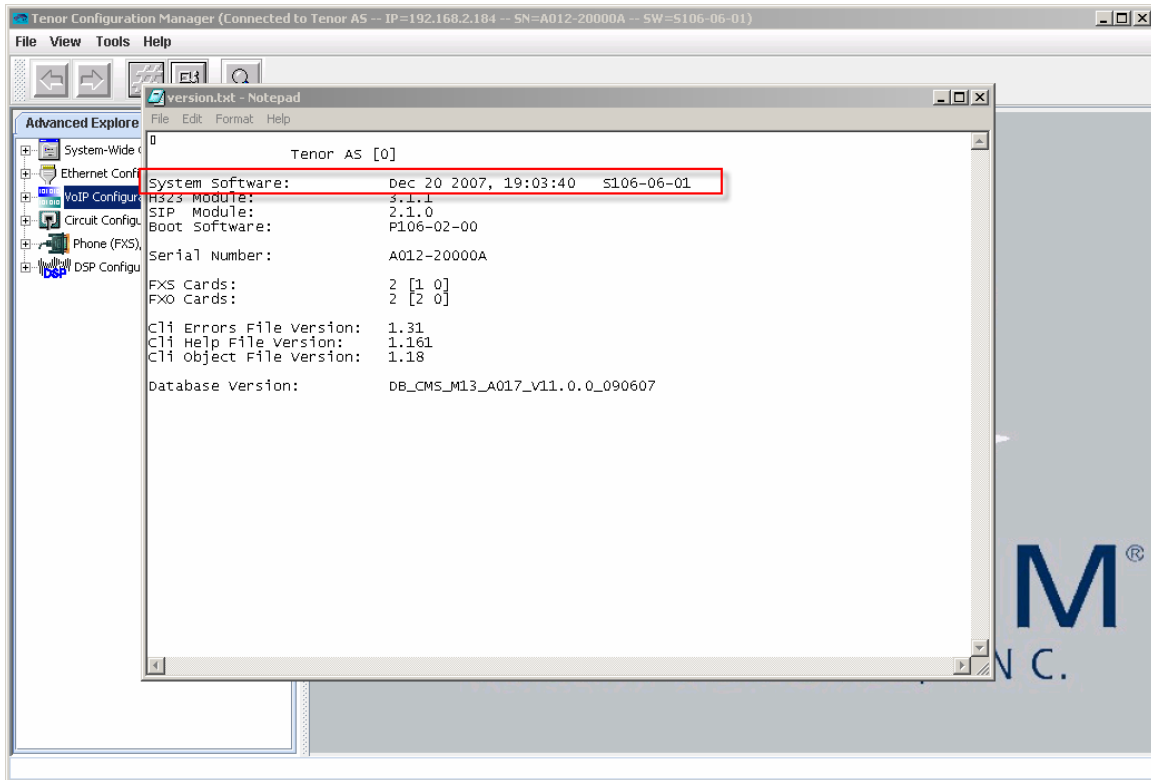 Tenor Configuration Manager (Connected to Tenor AS -- IP=192.168.2.184 -- SN=A012-20000A -- SW=S106-06-01)
File View Tools Help
version.txt - Notepad
File Edit Format Help
Advanced Explore
System-Wide
Ethernet Confi
VoIP Configura
Circuit Configu
Phone (FXS),
DSP DSP Configu
Tenor AS [0]
System Software: Dec 20 2007, 19:03:40 S106-06-01
H323 Module: 3.1.1
SIP Module: 2.1.0
Boot Software: P106-02-00
Serial Number: A012-20000A
FXS Cards: 2 [1 0]
FXO Cards: 2 [2 0]
Cli Errors File Version: 1.31
Cli Help File Version: 1.161
Cli Object File Version: 1.18
Database Version: DB_CMS_M13_A017_V11.0.0_090607
M®
N C.